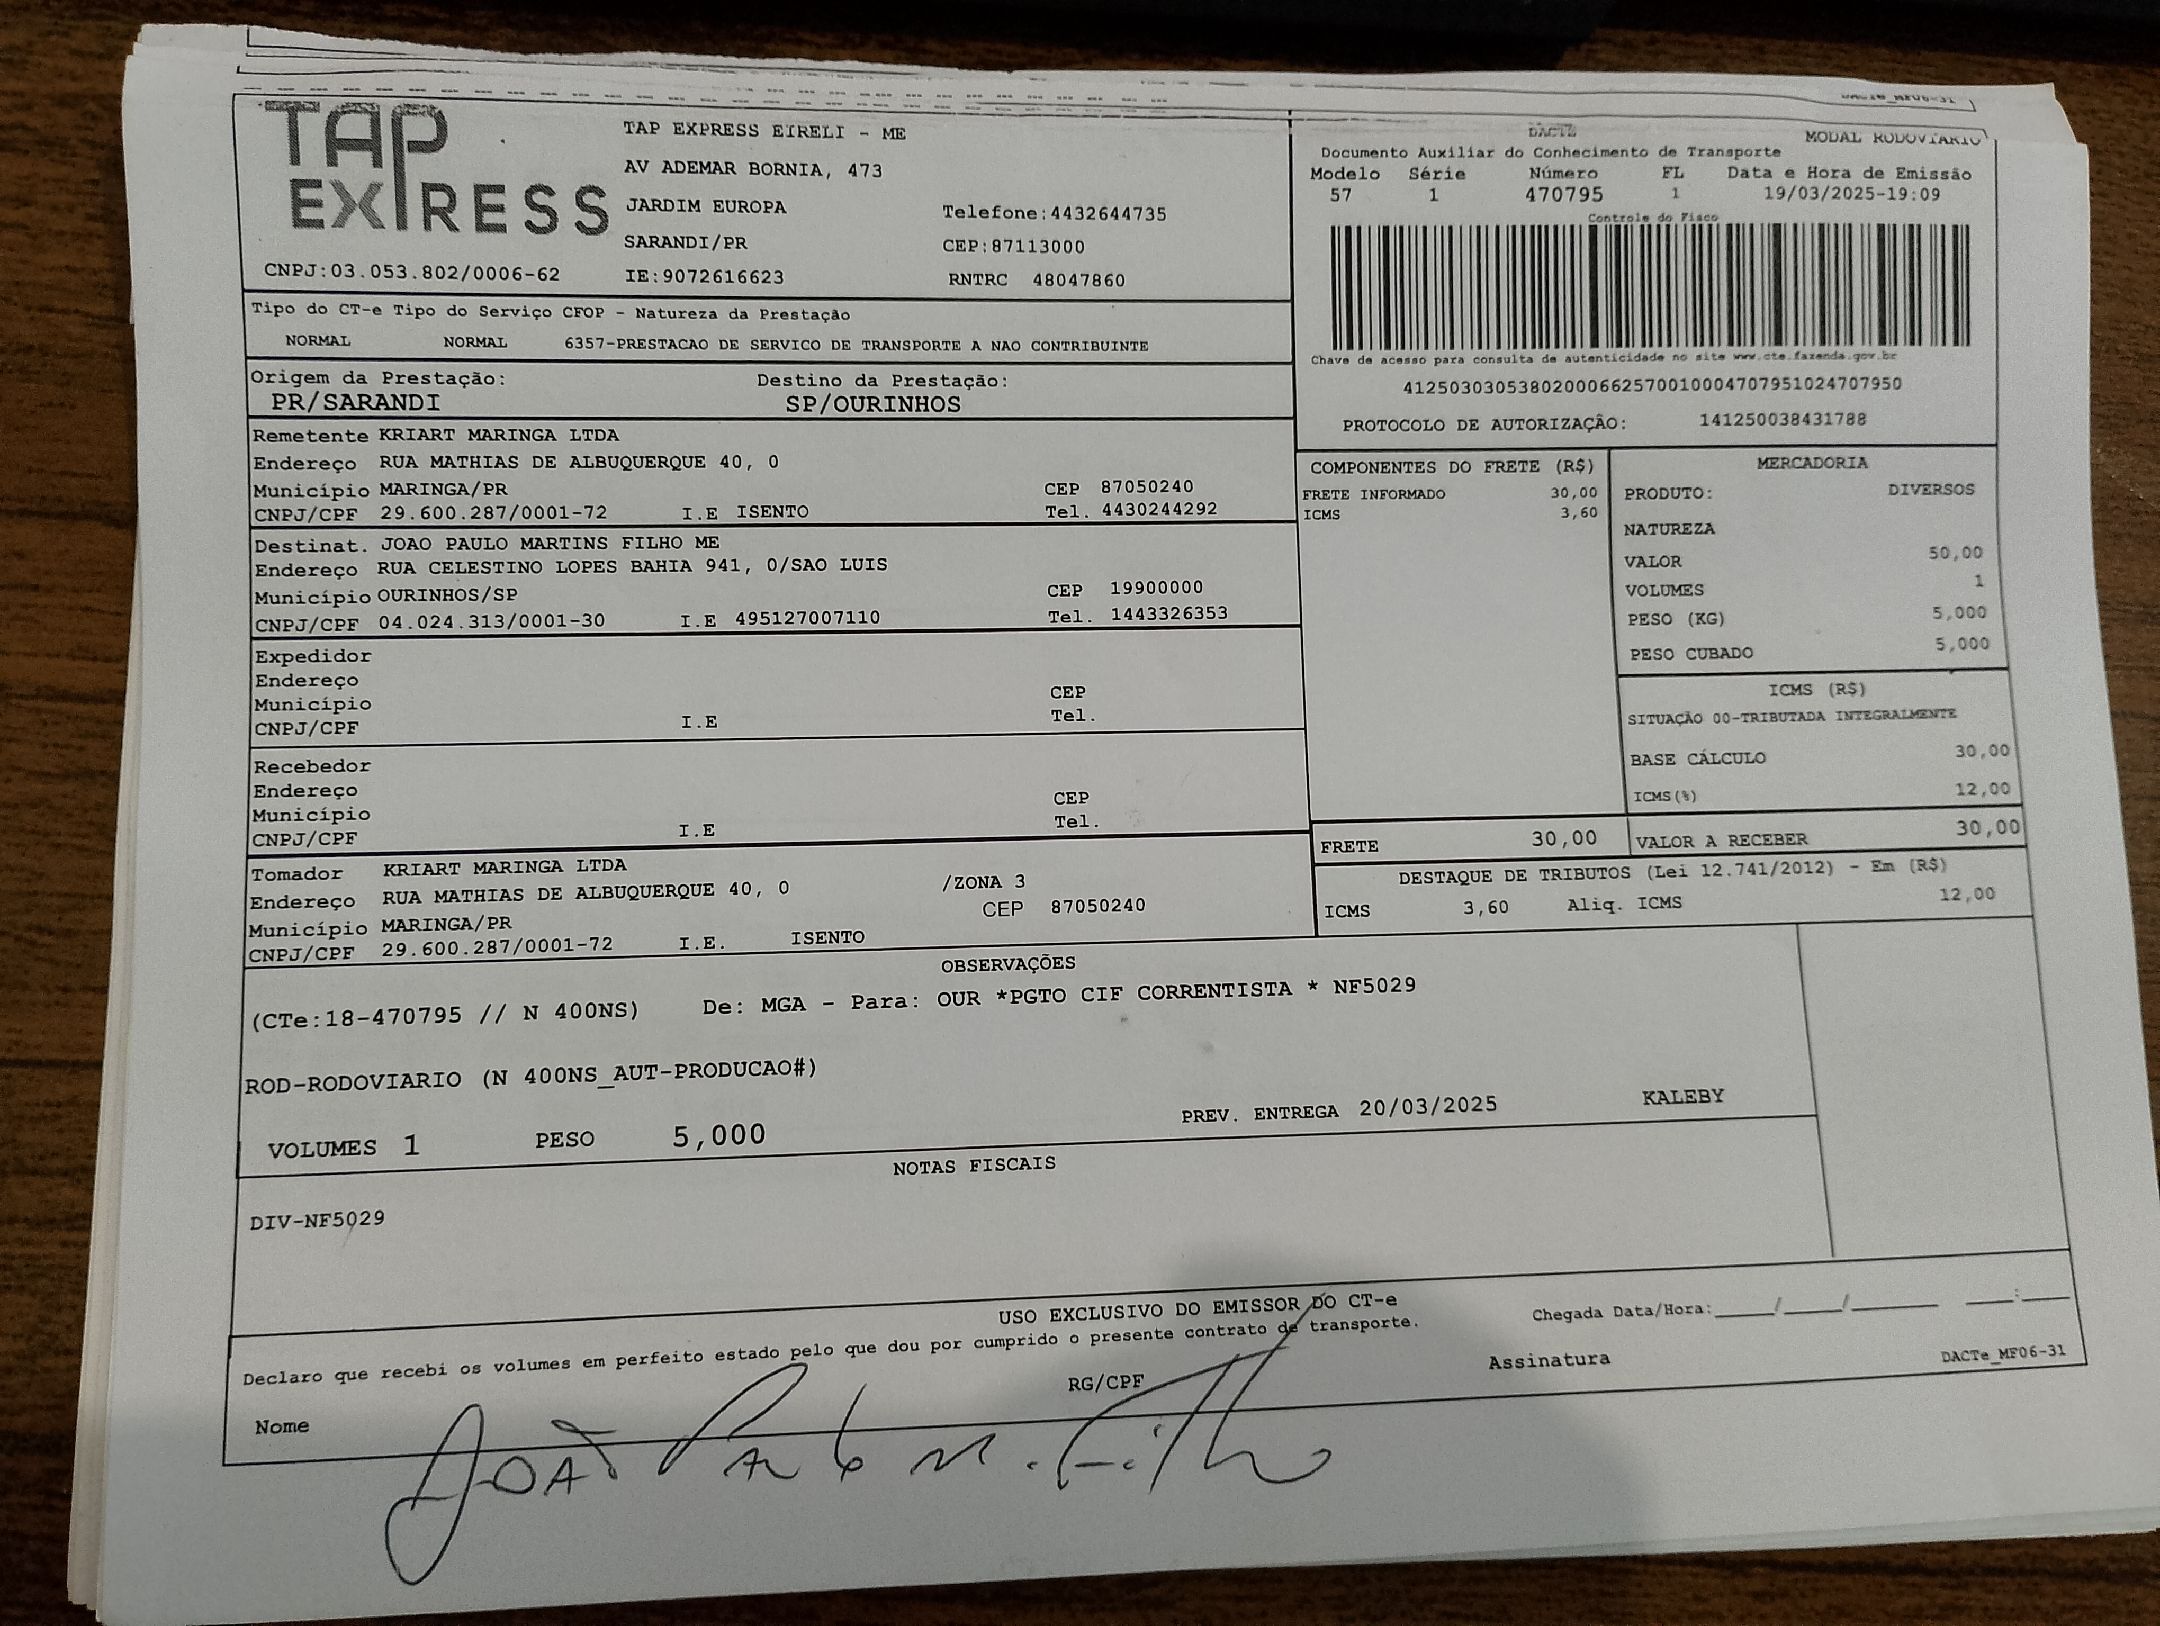 TAP
EXPRESS
TAP EXPRESS EIRELI - ME
AV ADEMAR BORNIA, 473
JARDIM EUROPA
Telefone:4432644735
SARANDI/PR
CEP:87113000
CNPJ:03.053.802/0006-62
IE:9072616623
RNTRC 48047860
DACTe_MF06-31
DACTE
MODAL RODOVIARIO
Documento Auxiliar do Conhecimento de Transporte
Modelo Série Número FL Data e Hora de Emissão
57 1 470795 1 19/03/2025-19:09
Controle do Fisco
Chave de acesso para consulta de autenticidade no site www.cte.fazenda.gov.br
41250303053802000662570010004707951024707950
PROTOCOLO DE AUTORIZAÇÃO: 141250038431788
Tipo do CT-e Tipo do Serviço CFOP - Natureza da Prestação
NORMAL NORMAL 6357-PRESTACAO DE SERVICO DE TRANSPORTE A NAO CONTRIBUINTE
Origem da Prestação: Destino da Prestação:
PR/SARANDI SP/OURINHOS
Remetente KRIART MARINGA LTDA
Endereço RUA MATHIAS DE ALBUQUERQUE 40, 0
Município MARINGA/PR CEP 87050240
CNPJ/CPF 29.600.287/0001-72 I.E ISENTO Tel. 4430244292
Destinat. JOAO PAULO MARTINS FILHO ME
Endereço RUA CELESTINO LOPES BAHIA 941, 0/SAO LUIS
Município OURINHOS/SP CEP 19900000
CNPJ/CPF 04.024.313/0001-30 I.E 495127007110 Tel. 1443326353
Expedidor
Endereço
Município CEP
CNPJ/CPF I.E Tel.
Recebedor
Endereço
Município CEP
CNPJ/CPF I.E Tel.
Tomador KRIART MARINGA LTDA
Endereço RUA MATHIAS DE ALBUQUERQUE 40, 0 /ZONA 3
Município MARINGA/PR CEP 87050240
CNPJ/CPF 29.600.287/0001-72 I.E. ISENTO
COMPONENTES DO FRETE (R$)
FRETE INFORMADO 30,00
ICMS 3,60
MERCADORIA
PRODUTO: DIVERSOS
NATUREZA
VALOR 50,00
VOLUMES 1
PESO (KG) 5,000
PESO CUBADO 5,000
ICMS (R$)
SITUAÇÃO 00-TRIBUTADA INTEGRALMENTE
BASE CÁLCULO 30,00
ICMS(%) 12,00
FRETE 30,00 VALOR A RECEBER 30,00
DESTAQUE DE TRIBUTOS (Lei 12.741/2012) - Em (R$)
ICMS 3,60 Aliq. ICMS 12,00
OBSERVAÇÕES
(CTe:18-470795 // N 400NS) De: MGA - Para: OUR *PGTO CIF CORRENTISTA * NF5029
ROD-RODOVIARIO (N 400NS_AUT-PRODUCAO#)
VOLUMES 1 PESO 5,000 PREV. ENTREGA 20/03/2025 KALEBY
NOTAS FISCAIS
DIV-NF5029
USO EXCLUSIVO DO EMISSOR DO CT-e
Declaro que recebi os volumes em perfeito estado pelo que dou por cumprido o presente contrato de transporte.
Chegada Data/Hora:____/____/______ ___:____
Nome RG/CPF Assinatura DACTe_MF06-31
João Paulo M. Filho